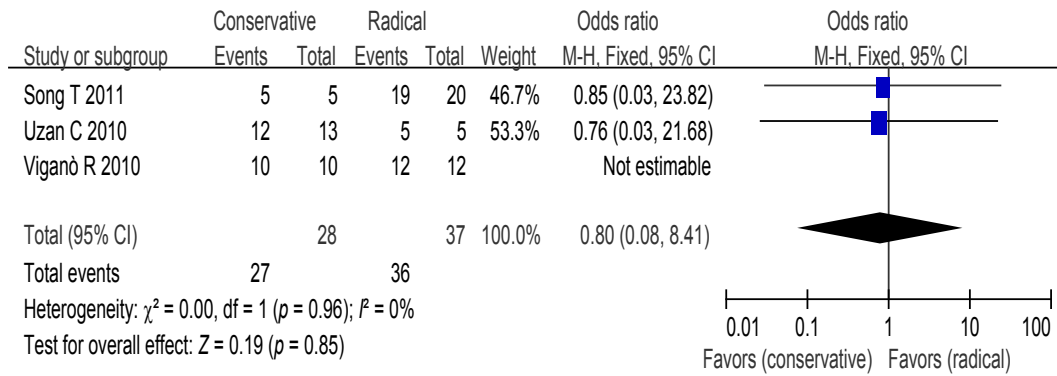 Conservative Radical Odds ratio Odds ratio
Study or subgroup Events Total Events Total Weight M-H, Fixed, 95% CI M-H, Fixed, 95% CI
Song T 2011 5 5 19 20 46.7% 0.85 (0.03, 23.82)
Uzan C 2010 12 13 5 5 53.3% 0.76 (0.03, 21.68)
Viganò R 2010 10 10 12 12 Not estimable
Total (95% CI) 28 37 100.0% 0.80 (0.08, 8.41)
Total events 27 36
Heterogeneity: χ² = 0.00, df = 1 (p = 0.96); I² = 0%
Test for overall effect: Z = 0.19 (p = 0.85)
0.01 0.1 1 10 100
Favors (conservative) Favors (radical)